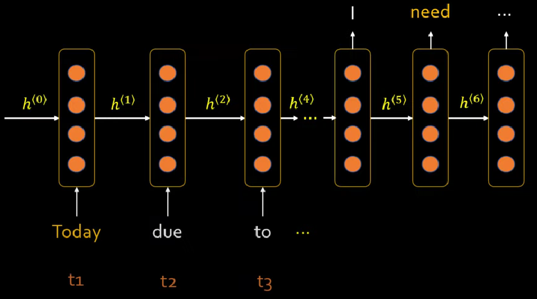 I need ...
h⟨0⟩ h⟨1⟩ h⟨2⟩ h⟨4⟩ ... h⟨5⟩ h⟨6⟩
Today due to ...
t1 t2 t3